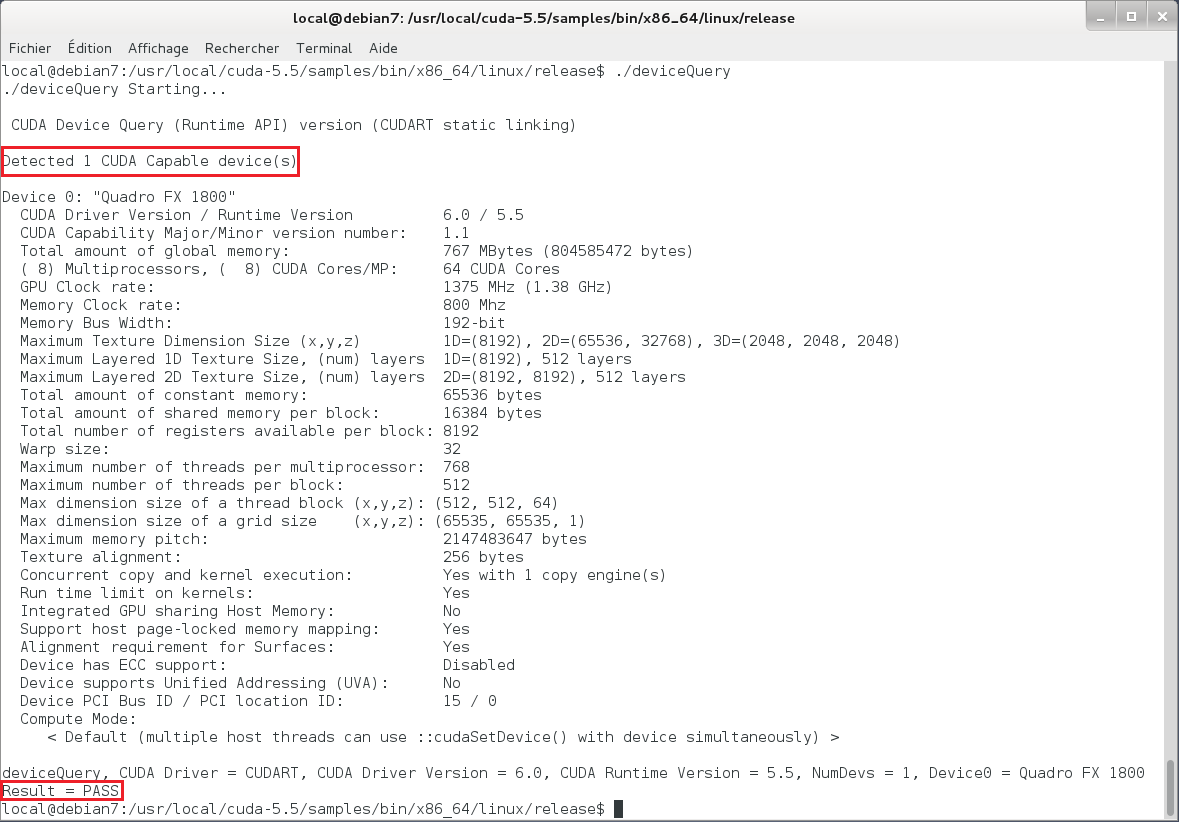 local@debian7: /usr/local/cuda-5.5/samples/bin/x86_64/linux/release
Fichier Édition Affichage Rechercher Terminal Aide
local@debian7:/usr/local/cuda-5.5/samples/bin/x86_64/linux/release$ ./deviceQuery
./deviceQuery Starting...

 CUDA Device Query (Runtime API) version (CUDART static linking)

Detected 1 CUDA Capable device(s)

Device 0: "Quadro FX 1800"
  CUDA Driver Version / Runtime Version          6.0 / 5.5
  CUDA Capability Major/Minor version number:    1.1
  Total amount of global memory:                 767 MBytes (804585472 bytes)
  ( 8) Multiprocessors, (  8) CUDA Cores/MP:     64 CUDA Cores
  GPU Clock rate:                                1375 MHz (1.38 GHz)
  Memory Clock rate:                             800 Mhz
  Memory Bus Width:                              192-bit
  Maximum Texture Dimension Size (x,y,z)         1D=(8192), 2D=(65536, 32768), 3D=(2048, 2048, 2048)
  Maximum Layered 1D Texture Size, (num) layers  1D=(8192), 512 layers
  Maximum Layered 2D Texture Size, (num) layers  2D=(8192, 8192), 512 layers
  Total amount of constant memory:               65536 bytes
  Total amount of shared memory per block:       16384 bytes
  Total number of registers available per block: 8192
  Warp size:                                     32
  Maximum number of threads per multiprocessor:  768
  Maximum number of threads per block:           512
  Max dimension size of a thread block (x,y,z): (512, 512, 64)
  Max dimension size of a grid size    (x,y,z): (65535, 65535, 1)
  Maximum memory pitch:                          2147483647 bytes
  Texture alignment:                             256 bytes
  Concurrent copy and kernel execution:          Yes with 1 copy engine(s)
  Run time limit on kernels:                     Yes
  Integrated GPU sharing Host Memory:            No
  Support host page-locked memory mapping:       Yes
  Alignment requirement for Surfaces:            Yes
  Device has ECC support:                        Disabled
  Device supports Unified Addressing (UVA):      No
  Device PCI Bus ID / PCI location ID:           15 / 0
  Compute Mode:
     < Default (multiple host threads can use ::cudaSetDevice() with device simultaneously) >

deviceQuery, CUDA Driver = CUDART, CUDA Driver Version = 6.0, CUDA Runtime Version = 5.5, NumDevs = 1, Device0 = Quadro FX 1800
Result = PASS
local@debian7:/usr/local/cuda-5.5/samples/bin/x86_64/linux/release$